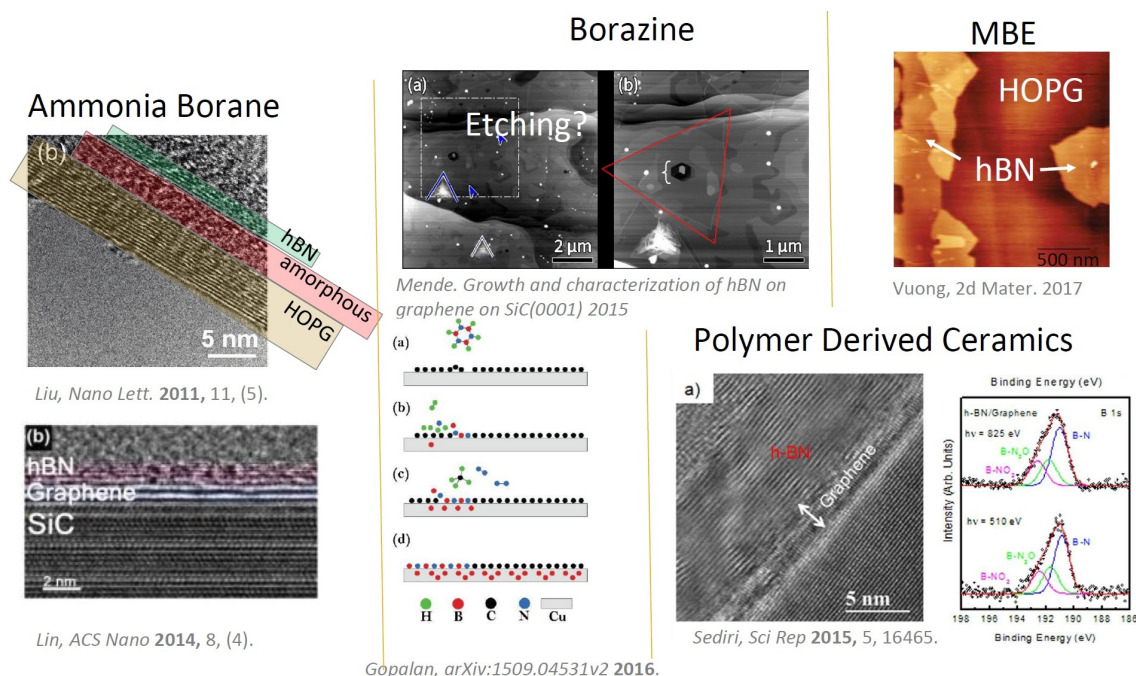 Ammonia Borane
(b)
hBN
amorphous
HOPG
5 nm
Liu, Nano Lett. 2011, 11, (5).
(b)
hBN
Graphene
SiC
2 nm
Lin, ACS Nano 2014, 8, (4).
Borazine
(a)
Etching?
2 μm
(b)
{
1 μm
Mende. Growth and characterization of hBN on
graphene on SiC(0001) 2015
(a)
(b)
(c)
(d)
H B C N Cu
Gopalan, arXiv:1509.04531v2 2016.
MBE
HOPG
hBN
500 nm
Vuong, 2d Mater. 2017
Polymer Derived Ceramics
a)
h-BN
Graphene
5 nm
Binding Energy (eV)
h-BN/Graphene B 1s
hν = 825 eV
B-N
B-N₂O
B-NO₂
hν = 510 eV
B-N
B-N₂O
B-NO₂
Intensity (Arb. Units)
198 196 194 192 190 188 186
Binding Energy (eV)
Sediri, Sci Rep 2015, 5, 16465.